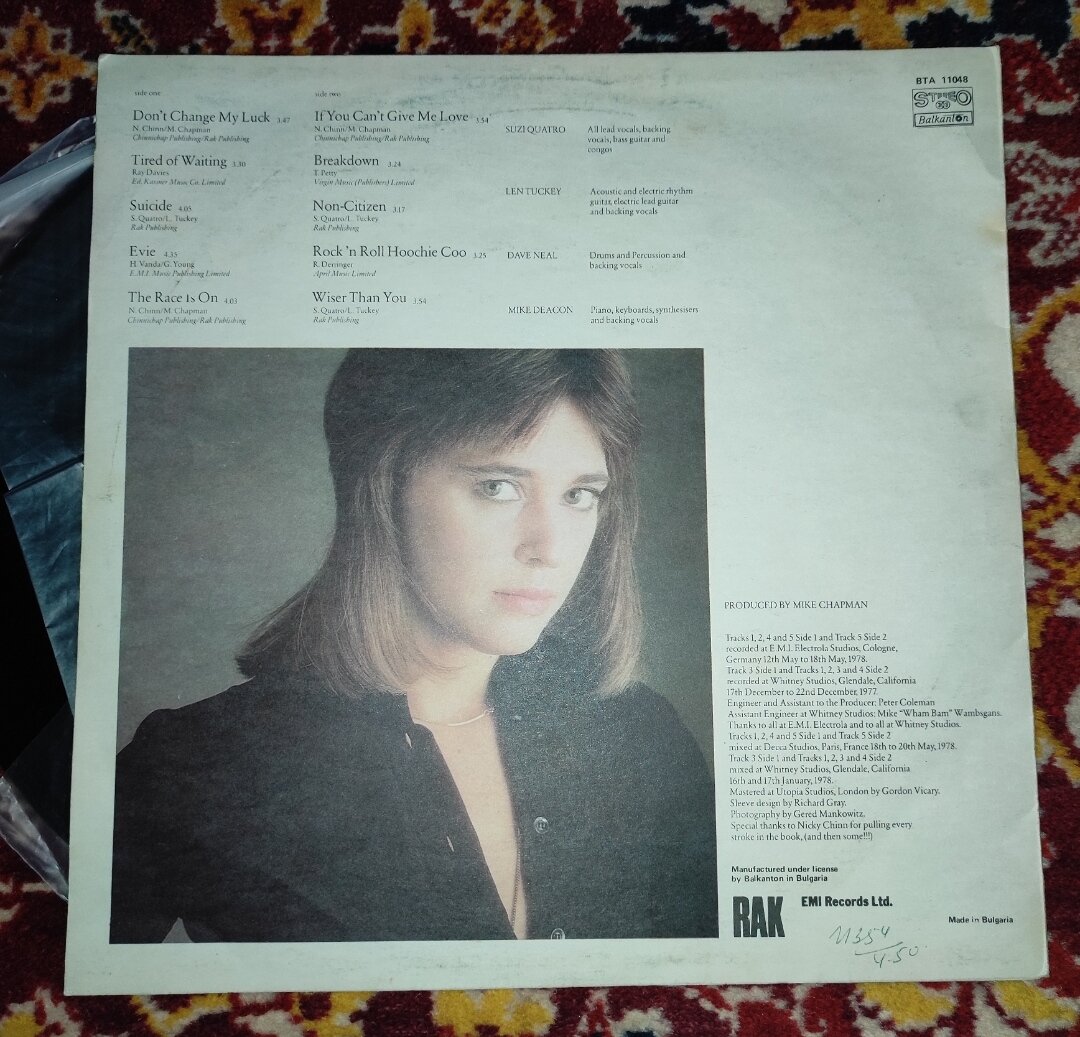 BTA 11048
STEREO
Balkanton
side one
Don't Change My Luck 3.47
N. Chinn/M. Chapman
Chinnichap Publishing/Rak Publishing
Tired of Waiting 3.30
Ray Davies
Ed. Kassner Music Co. Limited
Suicide 4.05
S. Quatro/L. Tuckey
Rak Publishing
Evie 4.35
H. Vanda/G. Young
E.M.I. Music Publishing Limited
The Race Is On 4.03
N. Chinn/M. Chapman
Chinnichap Publishing/Rak Publishing
side two
If You Can't Give Me Love 3.54
N. Chinn/M. Chapman
Chinnichap Publishing/Rak Publishing
Breakdown 3.24
T. Petty
Virgin Music (Publishers) Limited
Non-Citizen 3.17
S. Quatro/L. Tuckey
Rak Publishing
Rock 'n Roll Hoochie Coo 3.25
R. Derringer
April Music Limited
Wiser Than You 3.54
S. Quatro/L. Tuckey
Rak Publishing
SUZI QUATRO All lead vocals, backing
vocals, bass guitar and
congos
LEN TUCKEY Acoustic and electric rhythm
guitar, electric lead guitar
and backing vocals
DAVE NEAL Drums and Percussion and
backing vocals
MIKE DEACON Piano, keyboards, synthesisers
and backing vocals
PRODUCED BY MIKE CHAPMAN
Tracks 1, 2, 4 and 5 Side 1 and Track 5 Side 2
recorded at E.M.I. Electrola Studios, Cologne,
Germany 12th May to 18th May, 1978.
Track 3 Side 1 and Tracks 1, 2, 3 and 4 Side 2
recorded at Whitney Studios, Glendale, California
17th December to 22nd December, 1977.
Engineer and Assistant to the Producer: Peter Coleman
Assistant Engineer at Whitney Studios: Mike "Wham Bam" Wambsgans.
Thanks to all at E.M.I. Electrola and to all at Whitney Studios.
Tracks 1, 2, 4 and 5 Side 1 and Track 5 Side 2
mixed at Decca Studios, Paris, France 18th to 20th May, 1978.
Track 3 Side 1 and Tracks 1, 2, 3 and 4 Side 2
mixed at Whitney Studios, Glendale, California
16th and 17th January, 1978.
Mastered at Utopia Studios, London by Gordon Vicary.
Sleeve design by Richard Gray.
Photography by Gered Mankowitz.
Special thanks to Nicky Chinn for pulling every
stroke in the book, (and then some!!!)
Manufactured under license
by Balkanton in Bulgaria
RAK
EMI Records Ltd.
Made in Bulgaria
11354
4.50